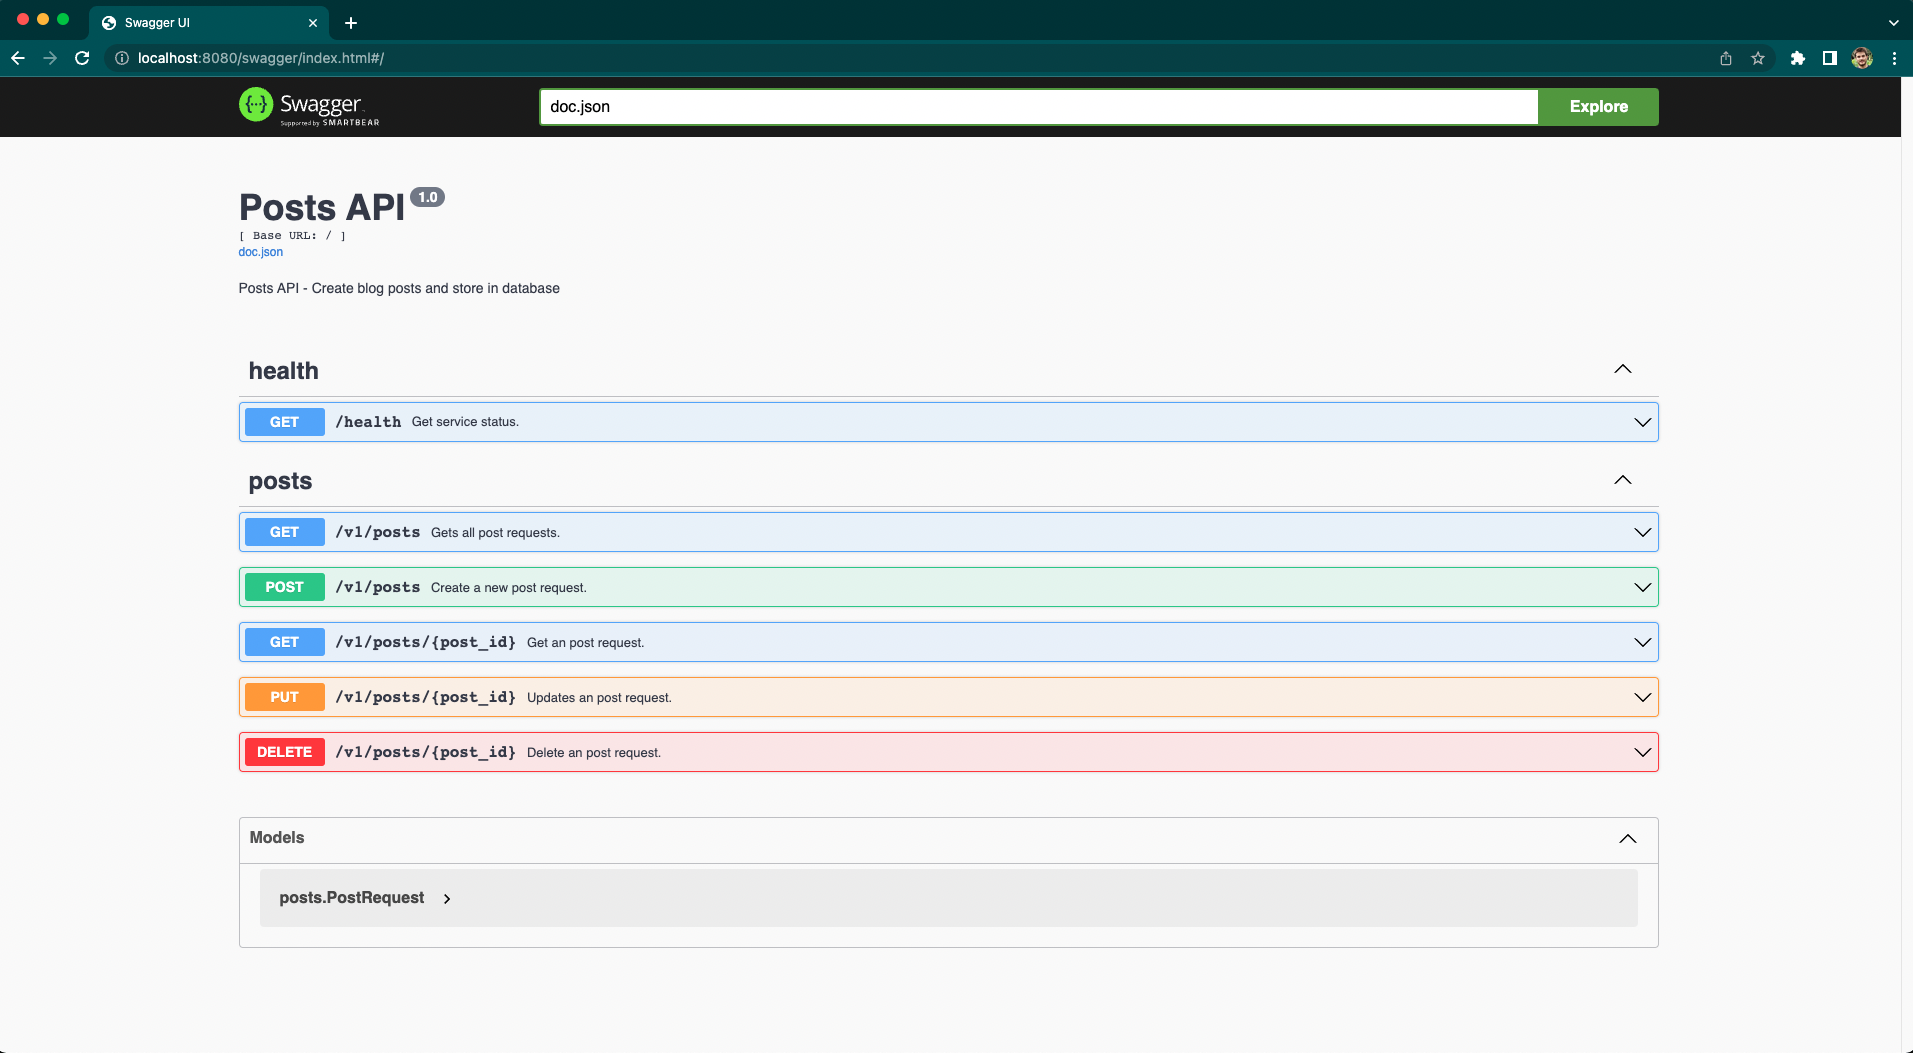 Swagger UI
localhost:8080/swagger/index.html#/
Swagger
Supported by SMARTBEAR
doc.json
Explore
Posts API 1.0
[ Base URL: / ]
doc.json
Posts API - Create blog posts and store in database
health
GET /health Get service status.
posts
GET /v1/posts Gets all post requests.
POST /v1/posts Create a new post request.
GET /v1/posts/{post_id} Get an post request.
PUT /v1/posts/{post_id} Updates an post request.
DELETE /v1/posts/{post_id} Delete an post request.
Models
posts.PostRequest